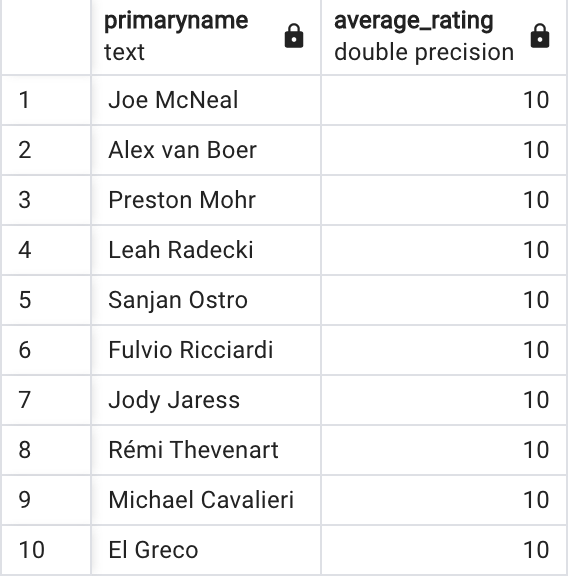 primaryname average_rating
text double precision
1 Joe McNeal 10
2 Alex van Boer 10
3 Preston Mohr 10
4 Leah Radecki 10
5 Sanjan Ostro 10
6 Fulvio Ricciardi 10
7 Jody Jaress 10
8 Rémi Thevenart 10
9 Michael Cavalieri 10
10 El Greco 10